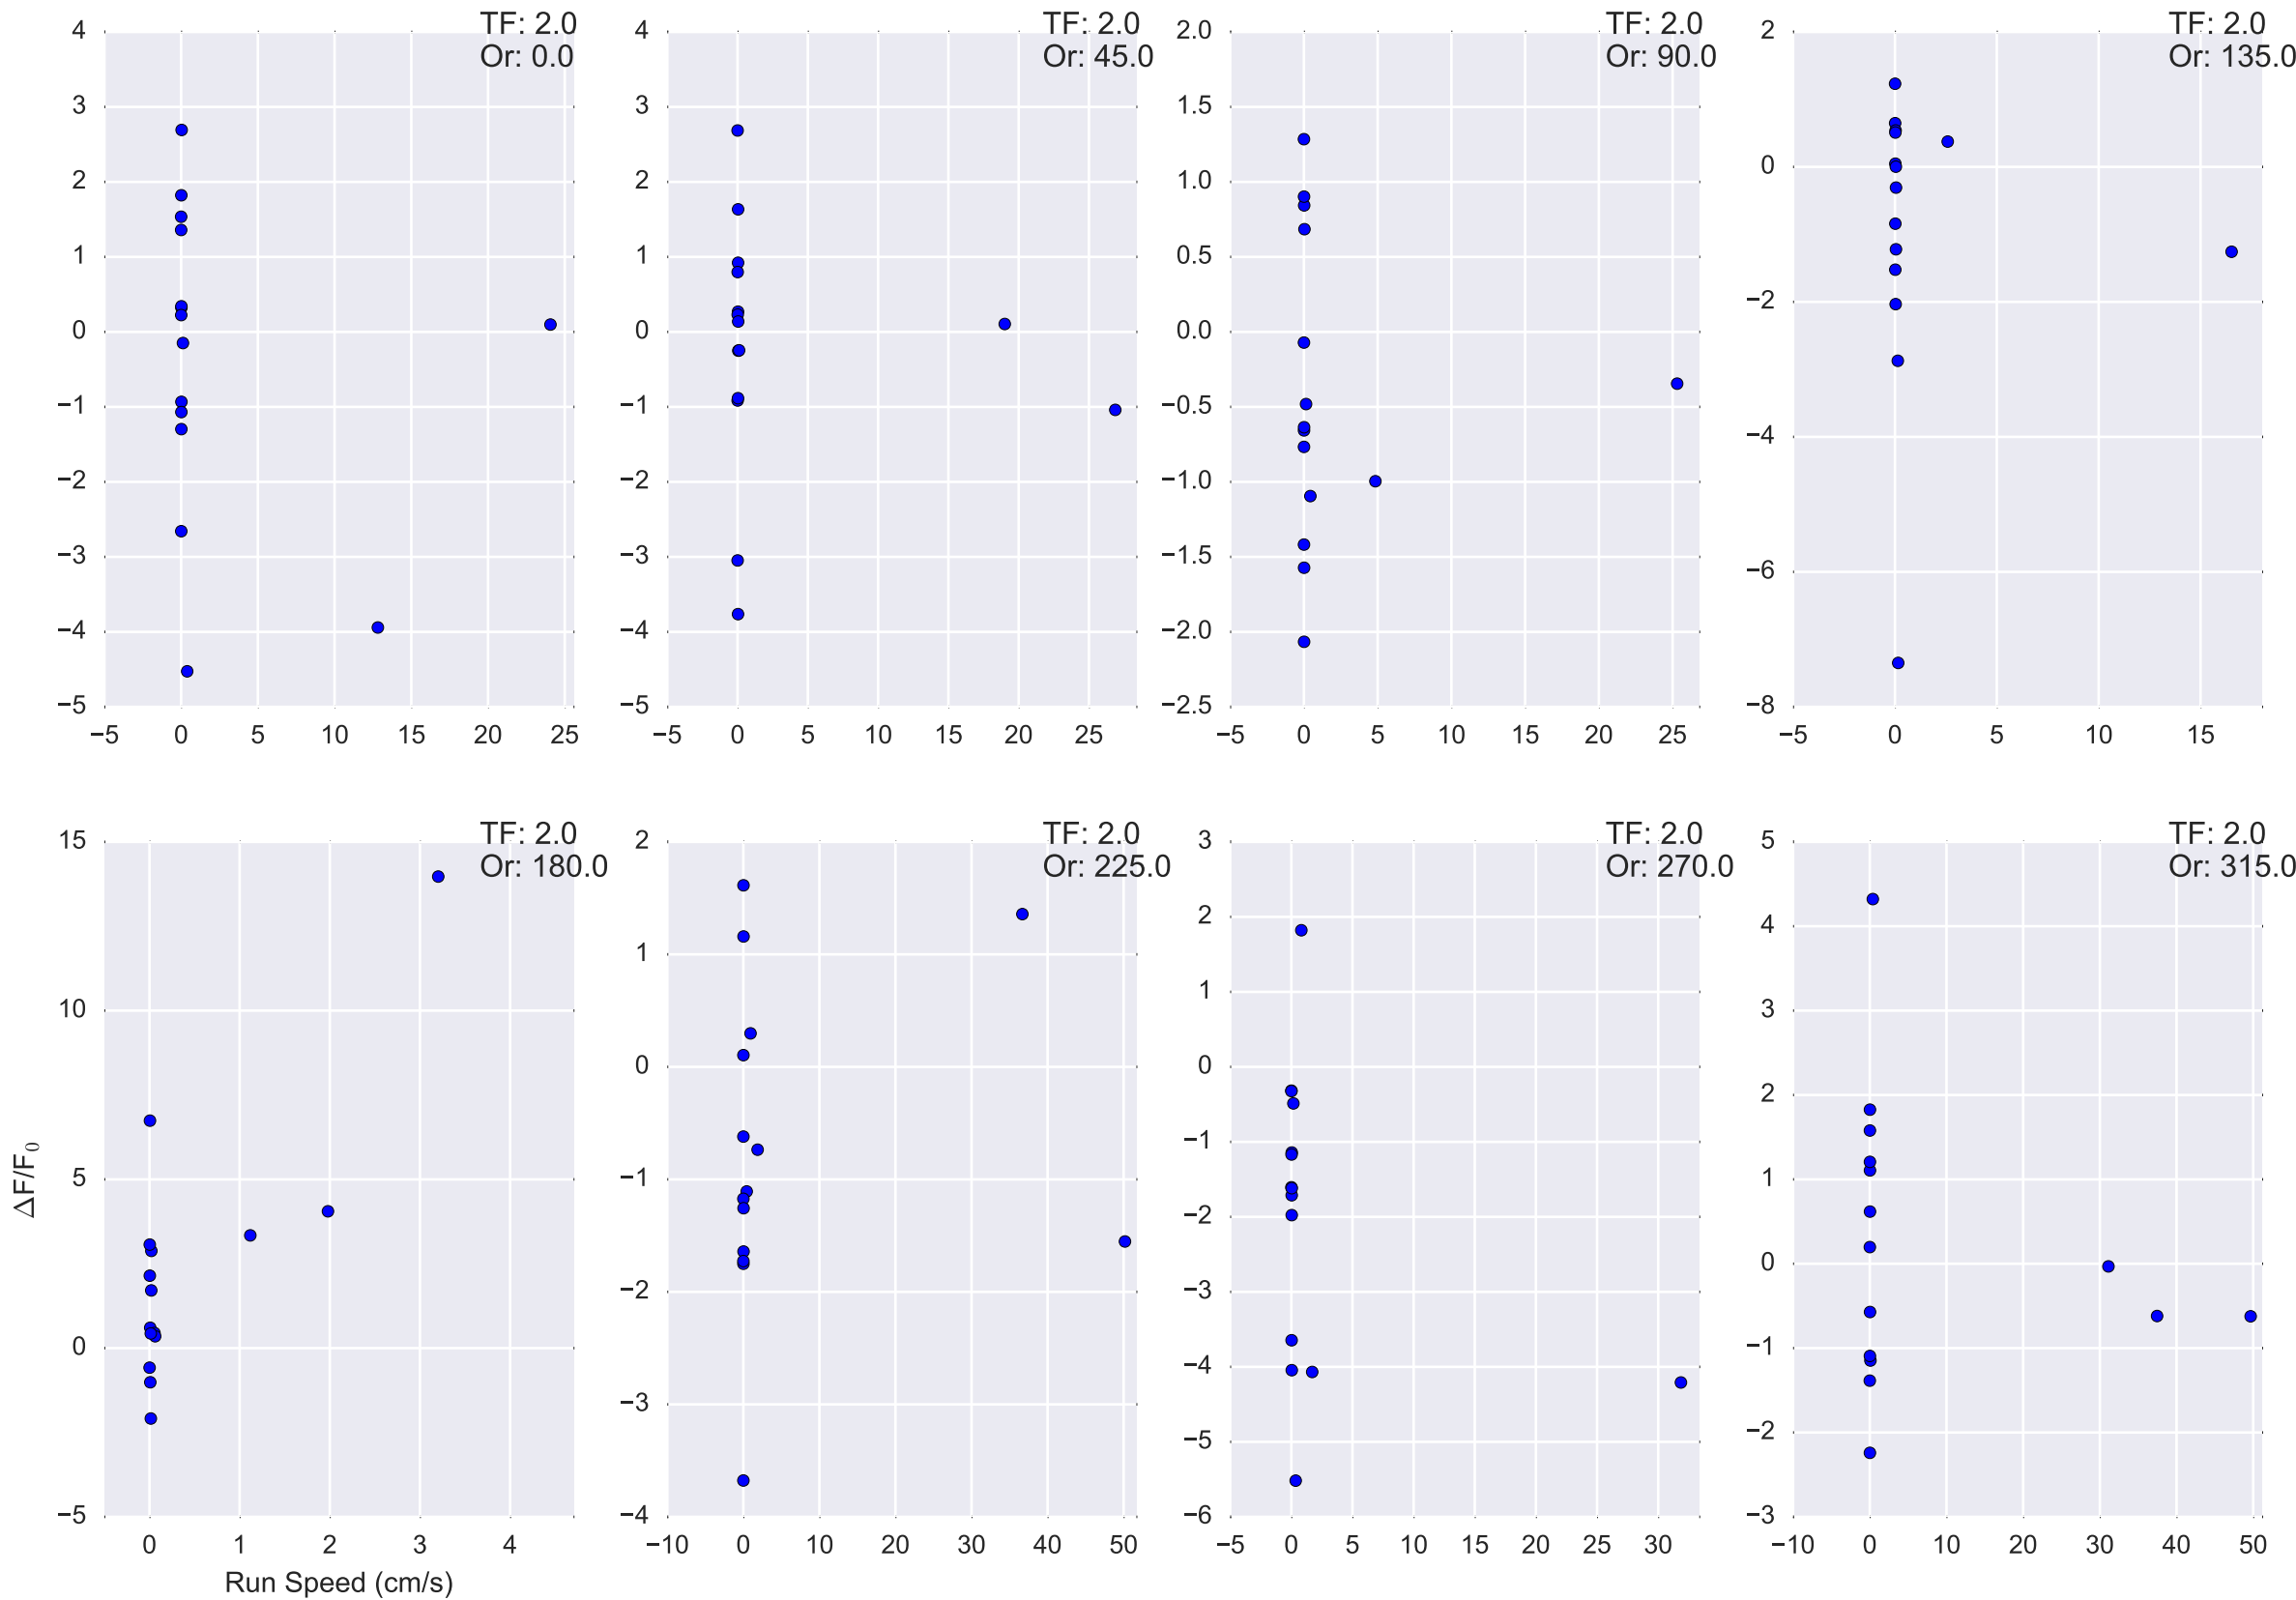 TF: 2.0
Or: 0.0
4
3
2
1
0
−1
−2
−3
−4
−5
−5 0 5 10 15 20 25
TF: 2.0
Or: 45.0
4
3
2
1
0
−1
−2
−3
−4
−5
−5 0 5 10 15 20 25
TF: 2.0
Or: 90.0
2.0
1.5
1.0
0.5
0.0
−0.5
−1.0
−1.5
−2.0
−2.5
−5 0 5 10 15 20 25
TF: 2.0
Or: 135.0
2
0
−2
−4
−6
−8
−5 0 5 10 15
TF: 2.0
Or: 180.0
15
10
5
0
−5
ΔF/F₀
0 1 2 3 4
Run Speed (cm/s)
TF: 2.0
Or: 225.0
2
1
0
−1
−2
−3
−4
−10 0 10 20 30 40 50
TF: 2.0
Or: 270.0
3
2
1
0
−1
−2
−3
−4
−5
−6
−5 0 5 10 15 20 25 30
TF: 2.0
Or: 315.0
5
4
3
2
1
0
−1
−2
−3
−10 0 10 20 30 40 50